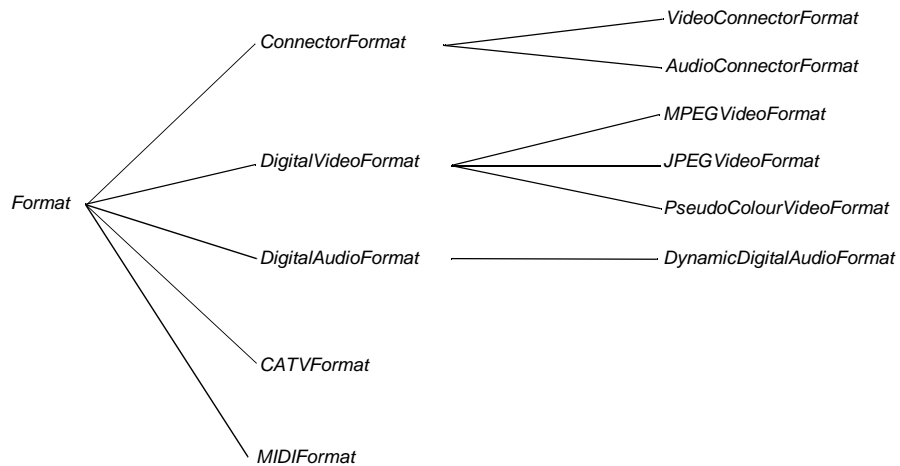 VideoConnectorFormat
ConnectorFormat
AudioConnectorFormat
MPEGVideoFormat
DigitalVideoFormat
JPEGVideoFormat
Format
PseudoColourVideoFormat
DigitalAudioFormat
DynamicDigitalAudioFormat
CATVFormat
MIDIFormat